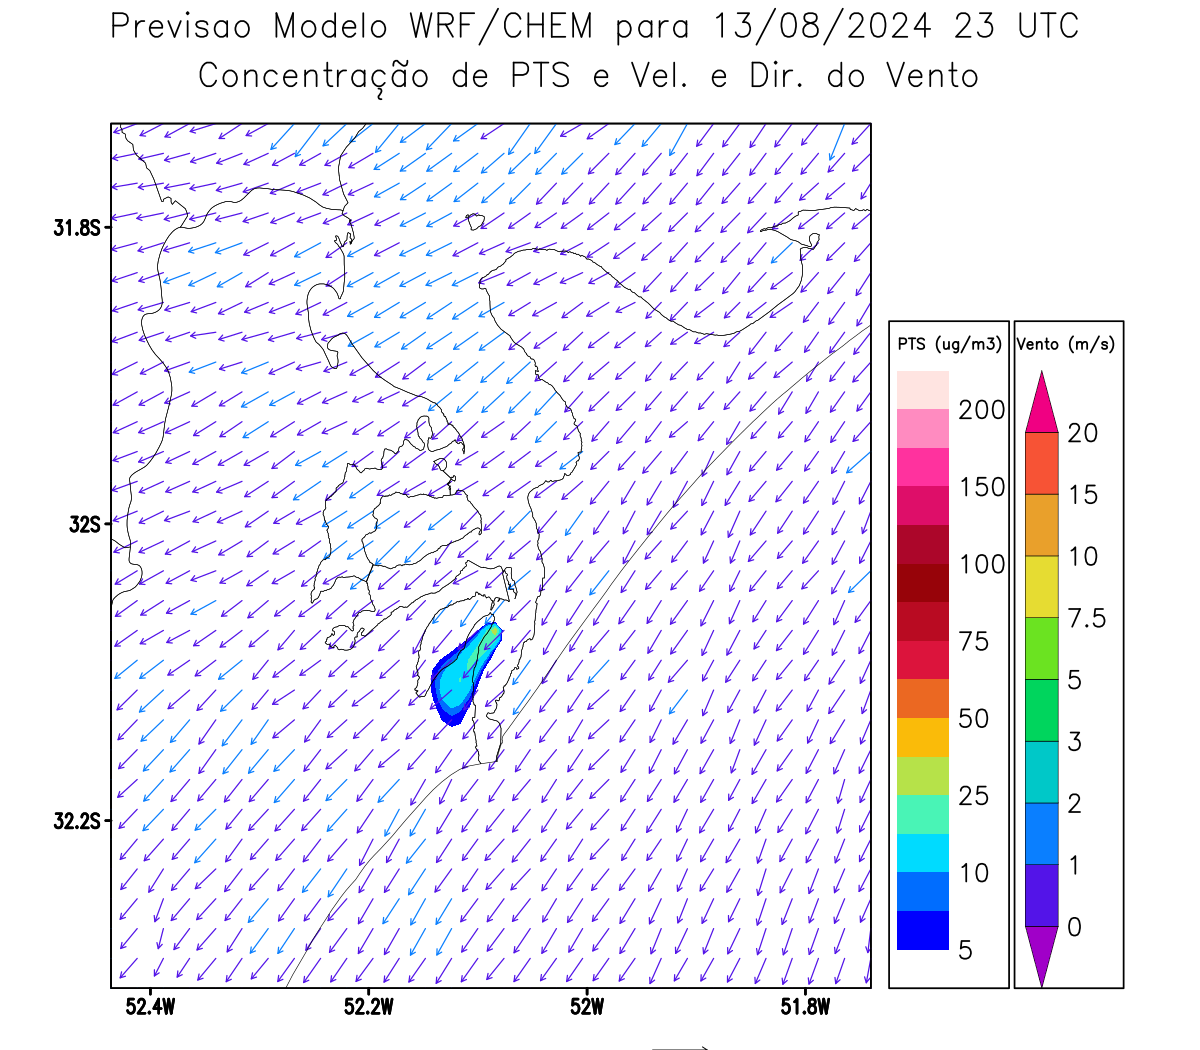 Previsao Modelo WRF/CHEM para 13/08/2024 23 UTC
Concentração de PTS e Vel. e Dir. do Vento
31.8S
32S
32.2S
52.4W
52.2W
52W
51.8W
PTS (ug/m3)
200
150
100
75
50
25
10
5
Vento (m/s)
20
15
10
7.5
5
3
2
1
0